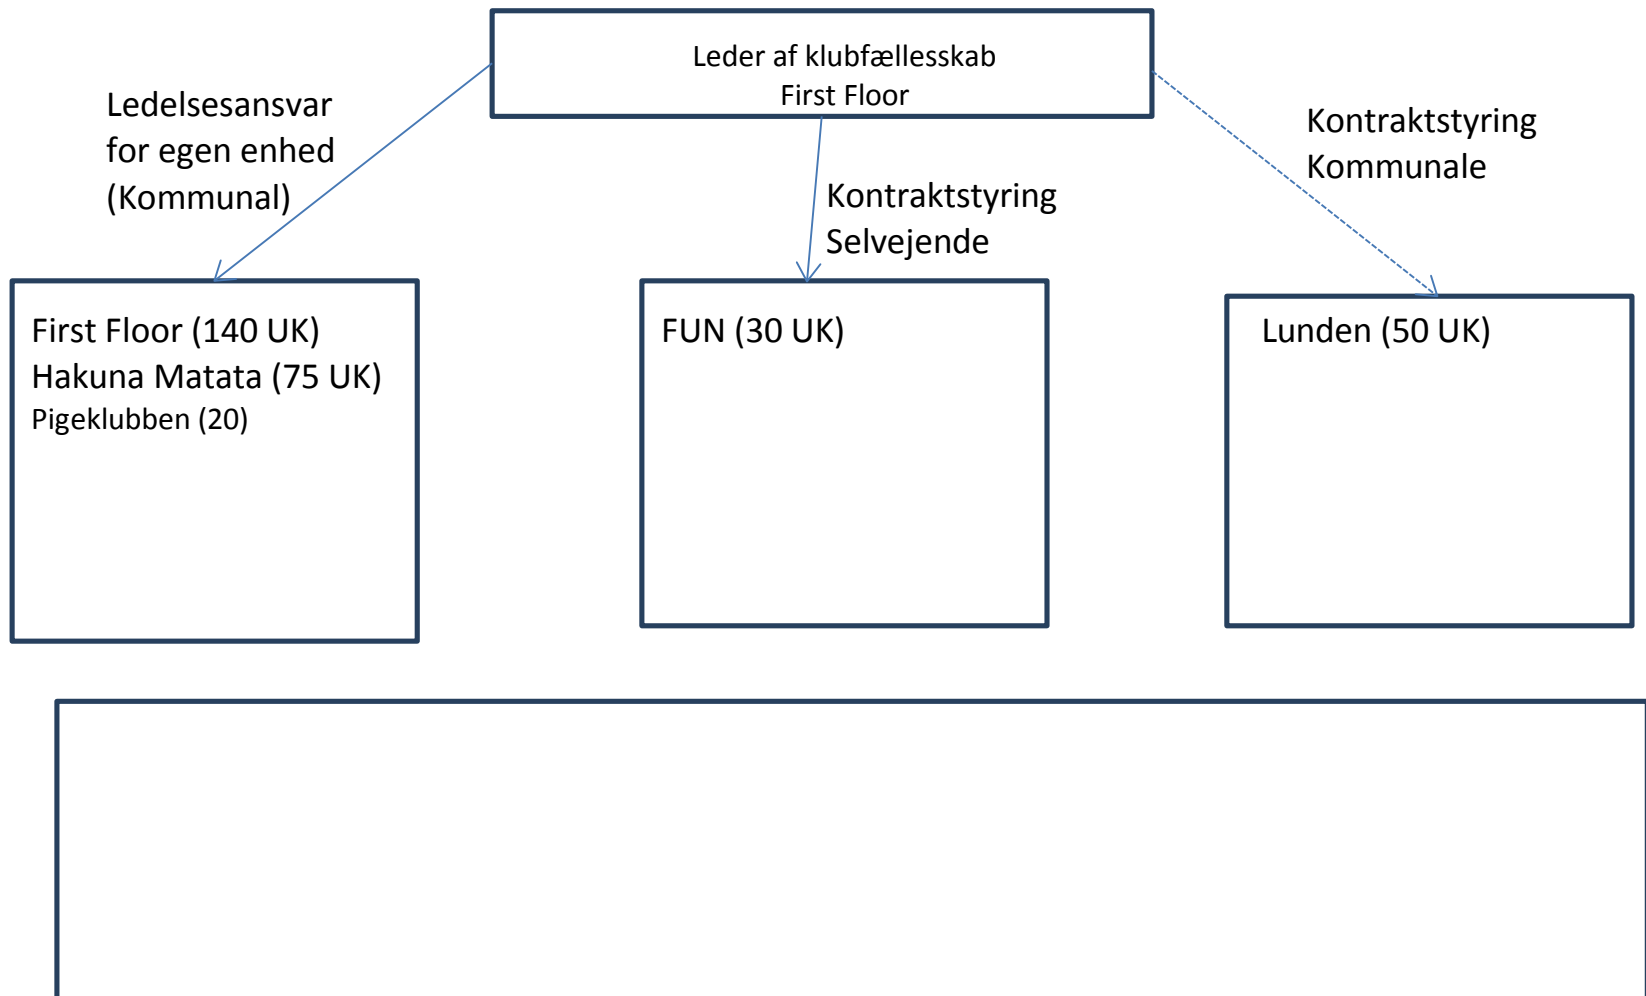 Leder af klubfællesskab
First Floor
Ledelsesansvar
for egen enhed
(Kommunal)
Kontraktstyring
Selvejende
Kontraktstyring
Kommunale
First Floor (140 UK)
Hakuna Matata (75 UK)
Pigeklubben (20)
FUN (30 UK)
Lunden (50 UK)